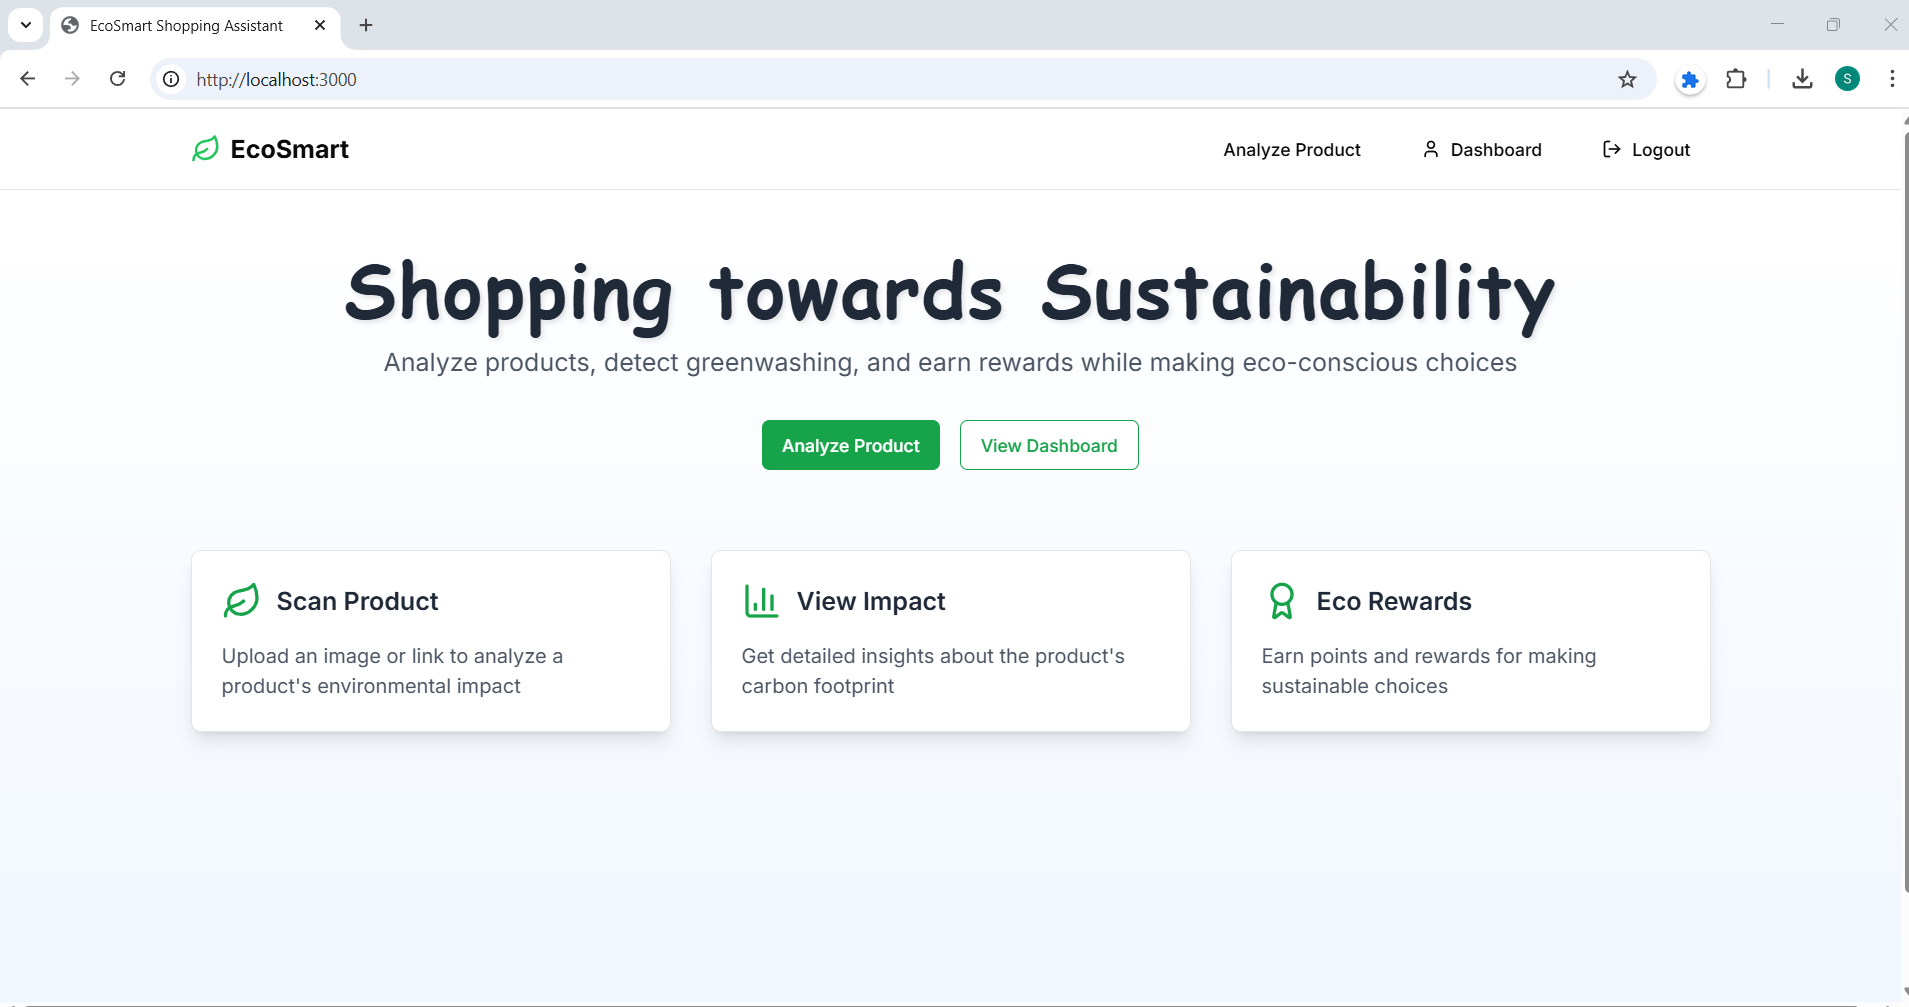 EcoSmart Shopping Assistant
http://localhost:3000
S
EcoSmart
Analyze Product
Dashboard
Logout
Shopping towards Sustainability
Analyze products, detect greenwashing, and earn rewards while making eco-conscious choices
Analyze Product
View Dashboard
Scan Product
Upload an image or link to analyze a
product's environmental impact
View Impact
Get detailed insights about the product's
carbon footprint
Eco Rewards
Earn points and rewards for making
sustainable choices